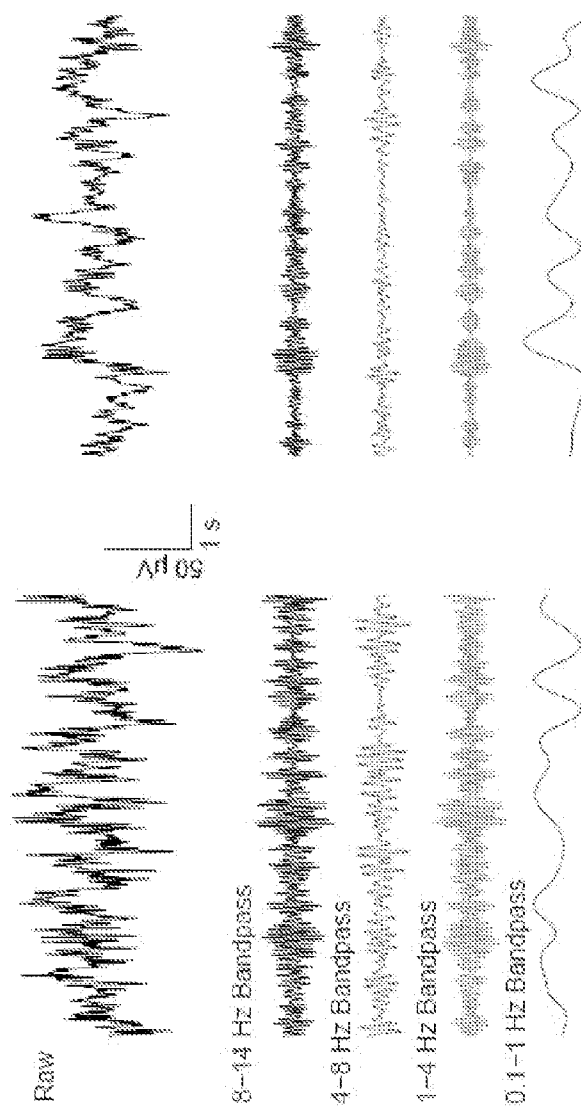 Raw
8–14 Hz Bandpass
4–8 Hz Bandpass
1–4 Hz Bandpass
0.1–1 Hz Bandpass
50 µV
1 s